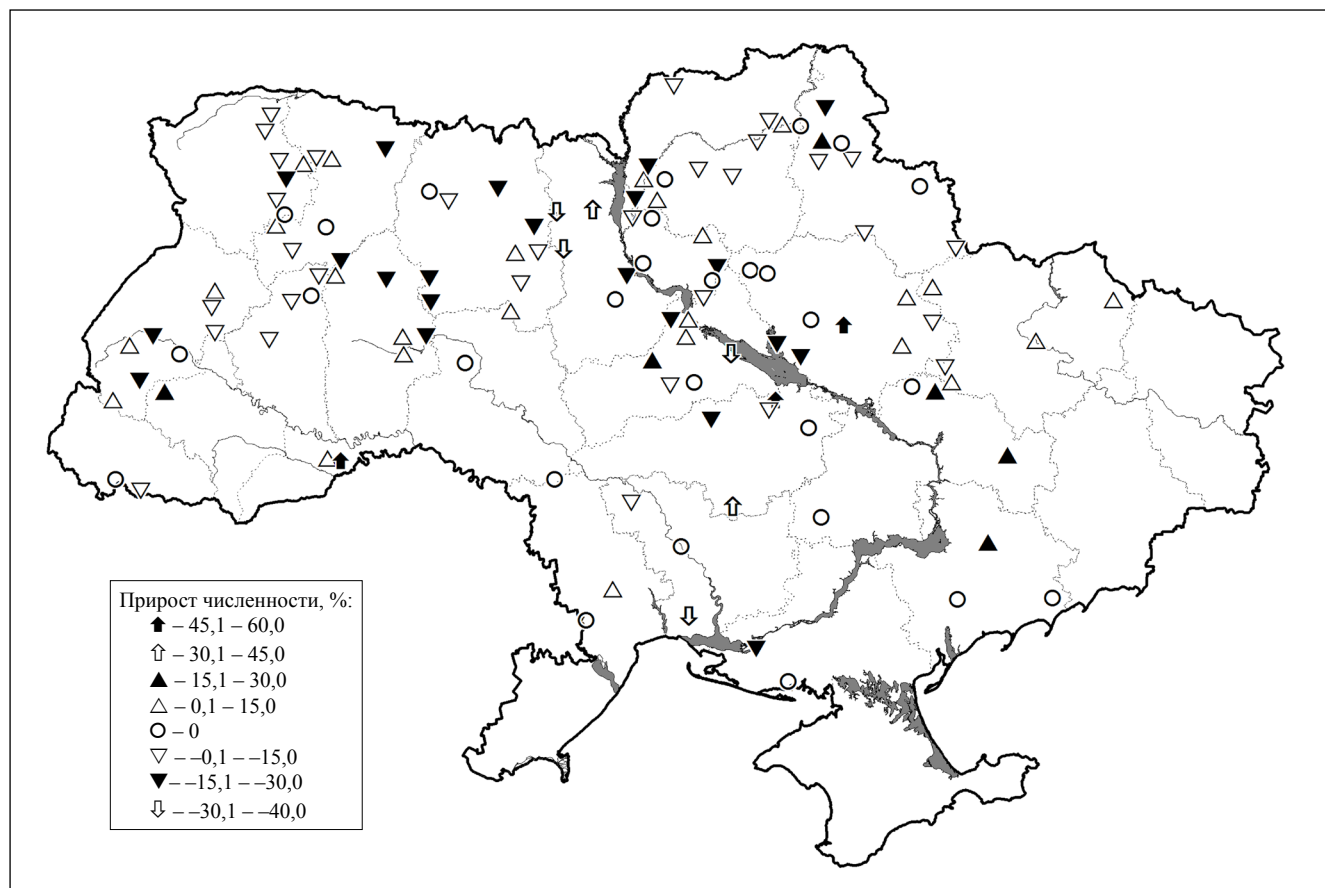 Прирост численности, %:
– 45,1 – 60,0
– 30,1 – 45,0
– 15,1 – 30,0
– 0,1 – 15,0
– 0
– –0,1 – –15,0
– –15,1 – –30,0
– –30,1 – –40,0